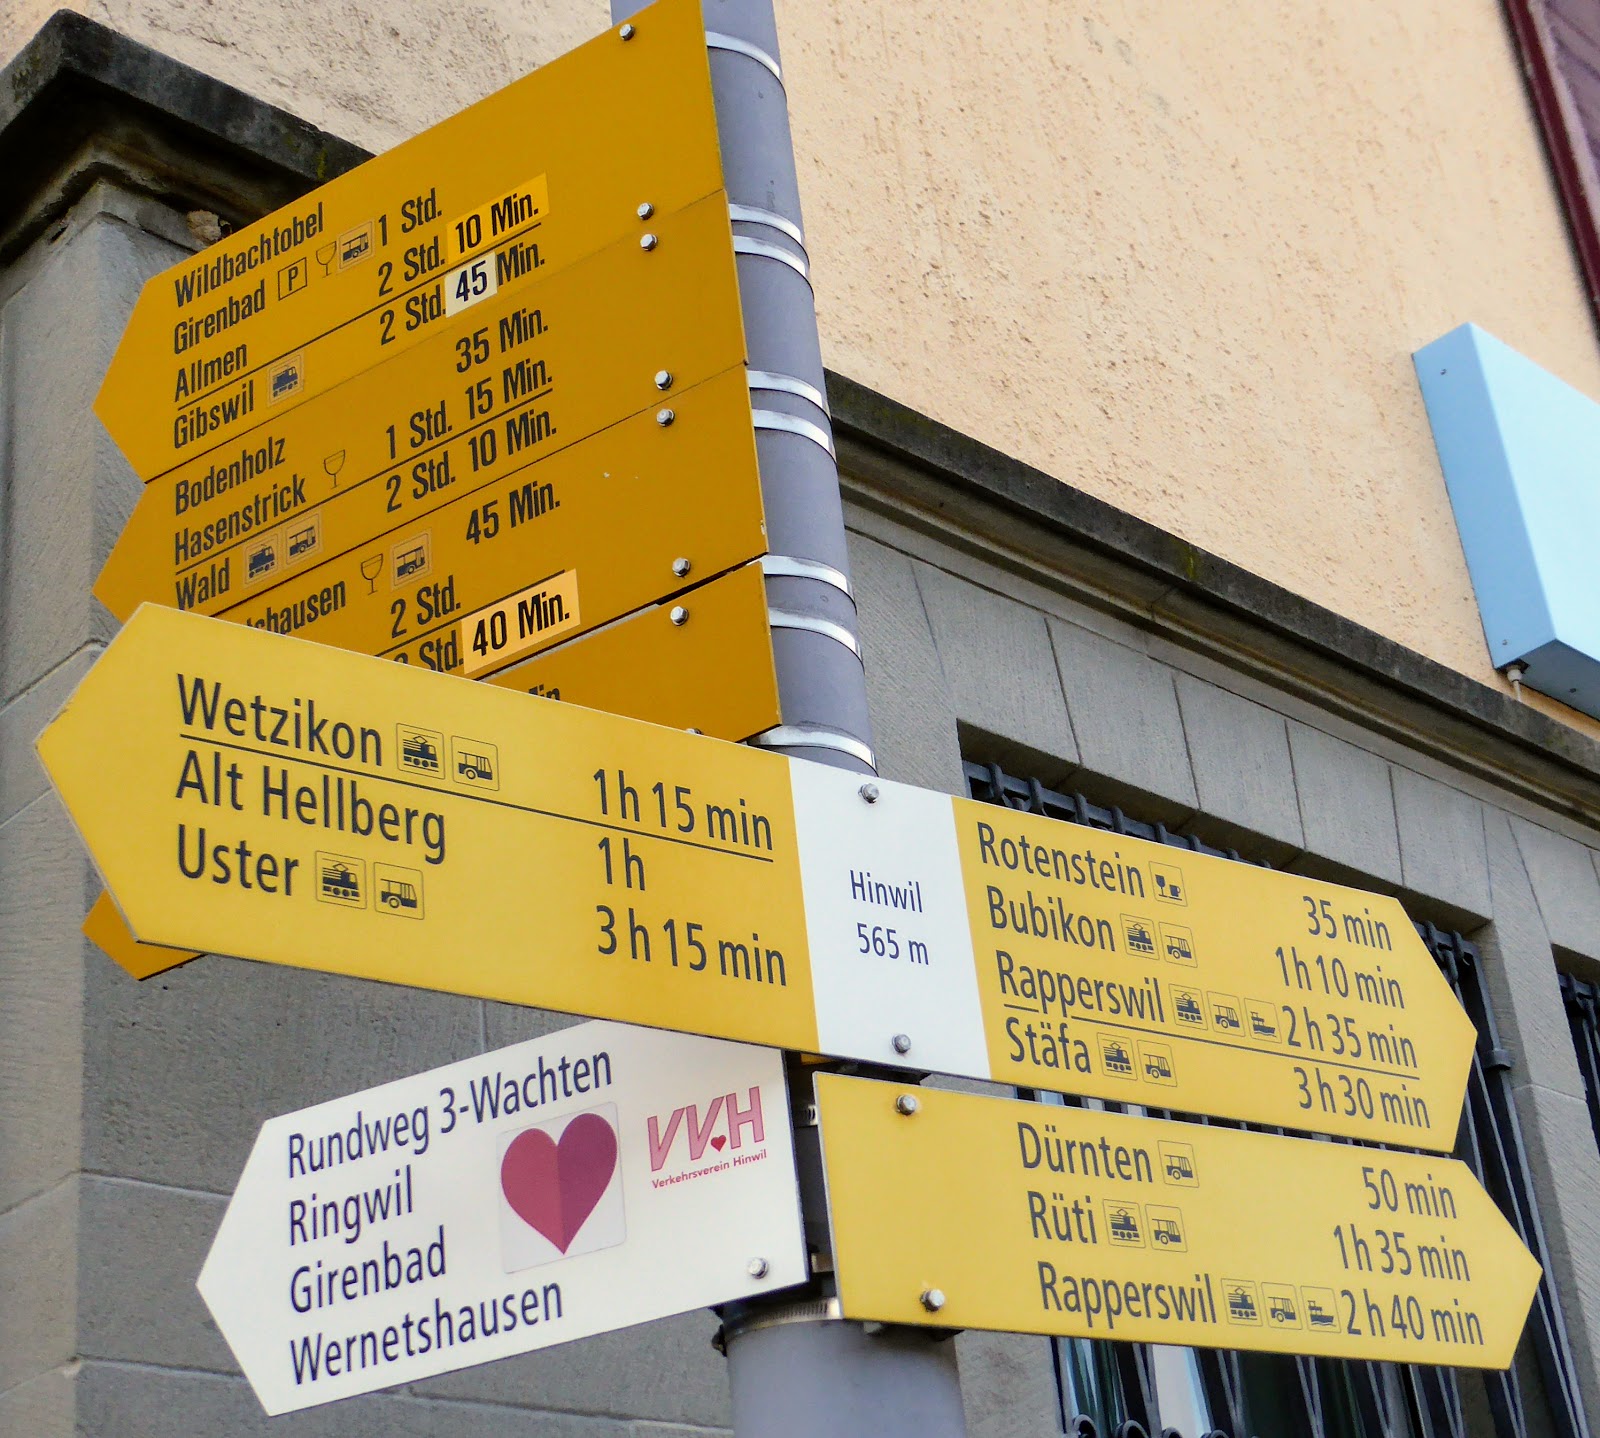 Wildbachtobel
Girenbad P 1 Std.
Allmen 2 Std. 10 Min.
Gibswil 2 Std. 45 Min.
Bodenholz 35 Min.
Hasenstrick 1 Std. 15 Min.
Wald 2 Std. 10 Min.
shausen 45 Min.
2 Std.
Std. 40 Min.
Wetzikon 1h 15 min
Alt Hellberg 1h
Uster 3h 15 min
Hinwil
565 m
Rotenstein 35 min
Bubikon 1h 10 min
Rapperswil 2h 35 min
Stäfa 3h 30 min
Rundweg 3-Wachten
Ringwil
Girenbad
Wernetshausen
VVH
Verkehrsverein Hinwil
Dürnten 50 min
Rüti 1h 35 min
Rapperswil 2h 40 min